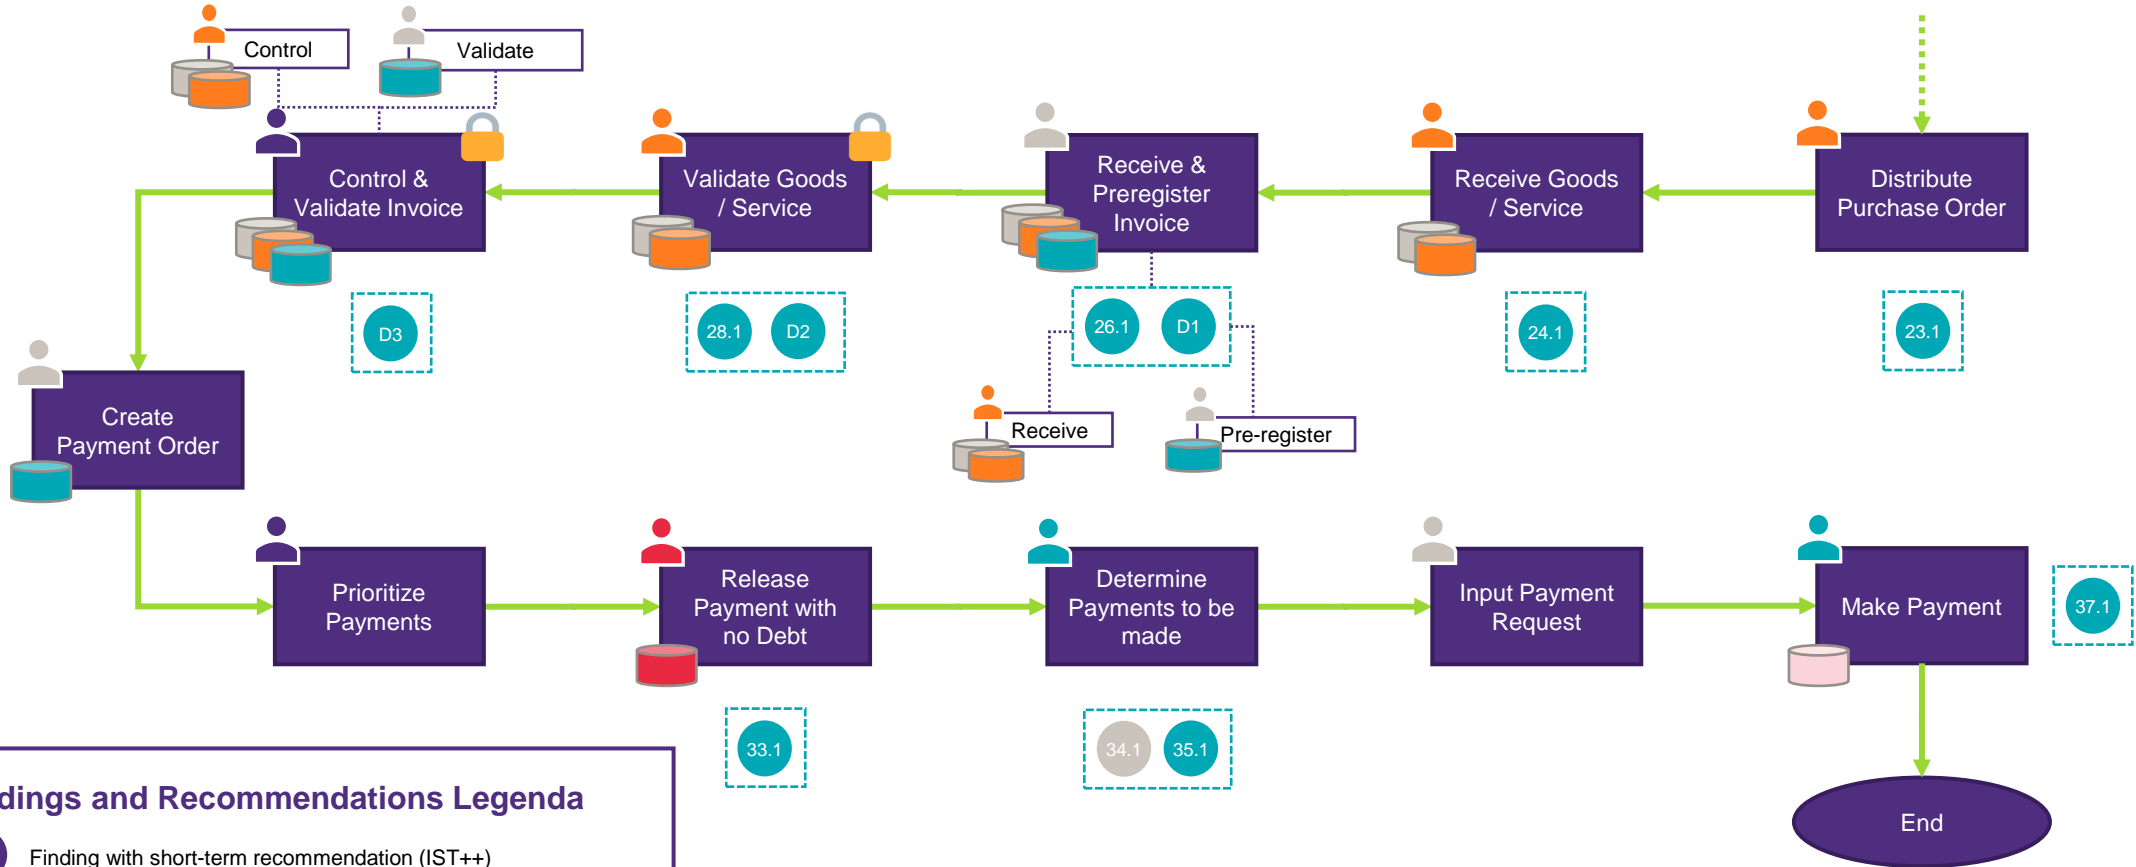 Control
Validate
Control &
Validate Invoice
Validate Goods
/ Service
Receive &
Preregister
Invoice
Receive Goods
/ Service
Distribute
Purchase Order
D3
28.1
D2
26.1
D1
24.1
23.1
Receive
Pre-register
Create
Payment Order
Prioritize
Payments
Release
Payment with
no Debt
Determine
Payments to be
made
Input Payment
Request
Make Payment
37.1
33.1
34.1
35.1
End
dings and Recommendations Legenda
Finding with short-term recommendation (IST++)